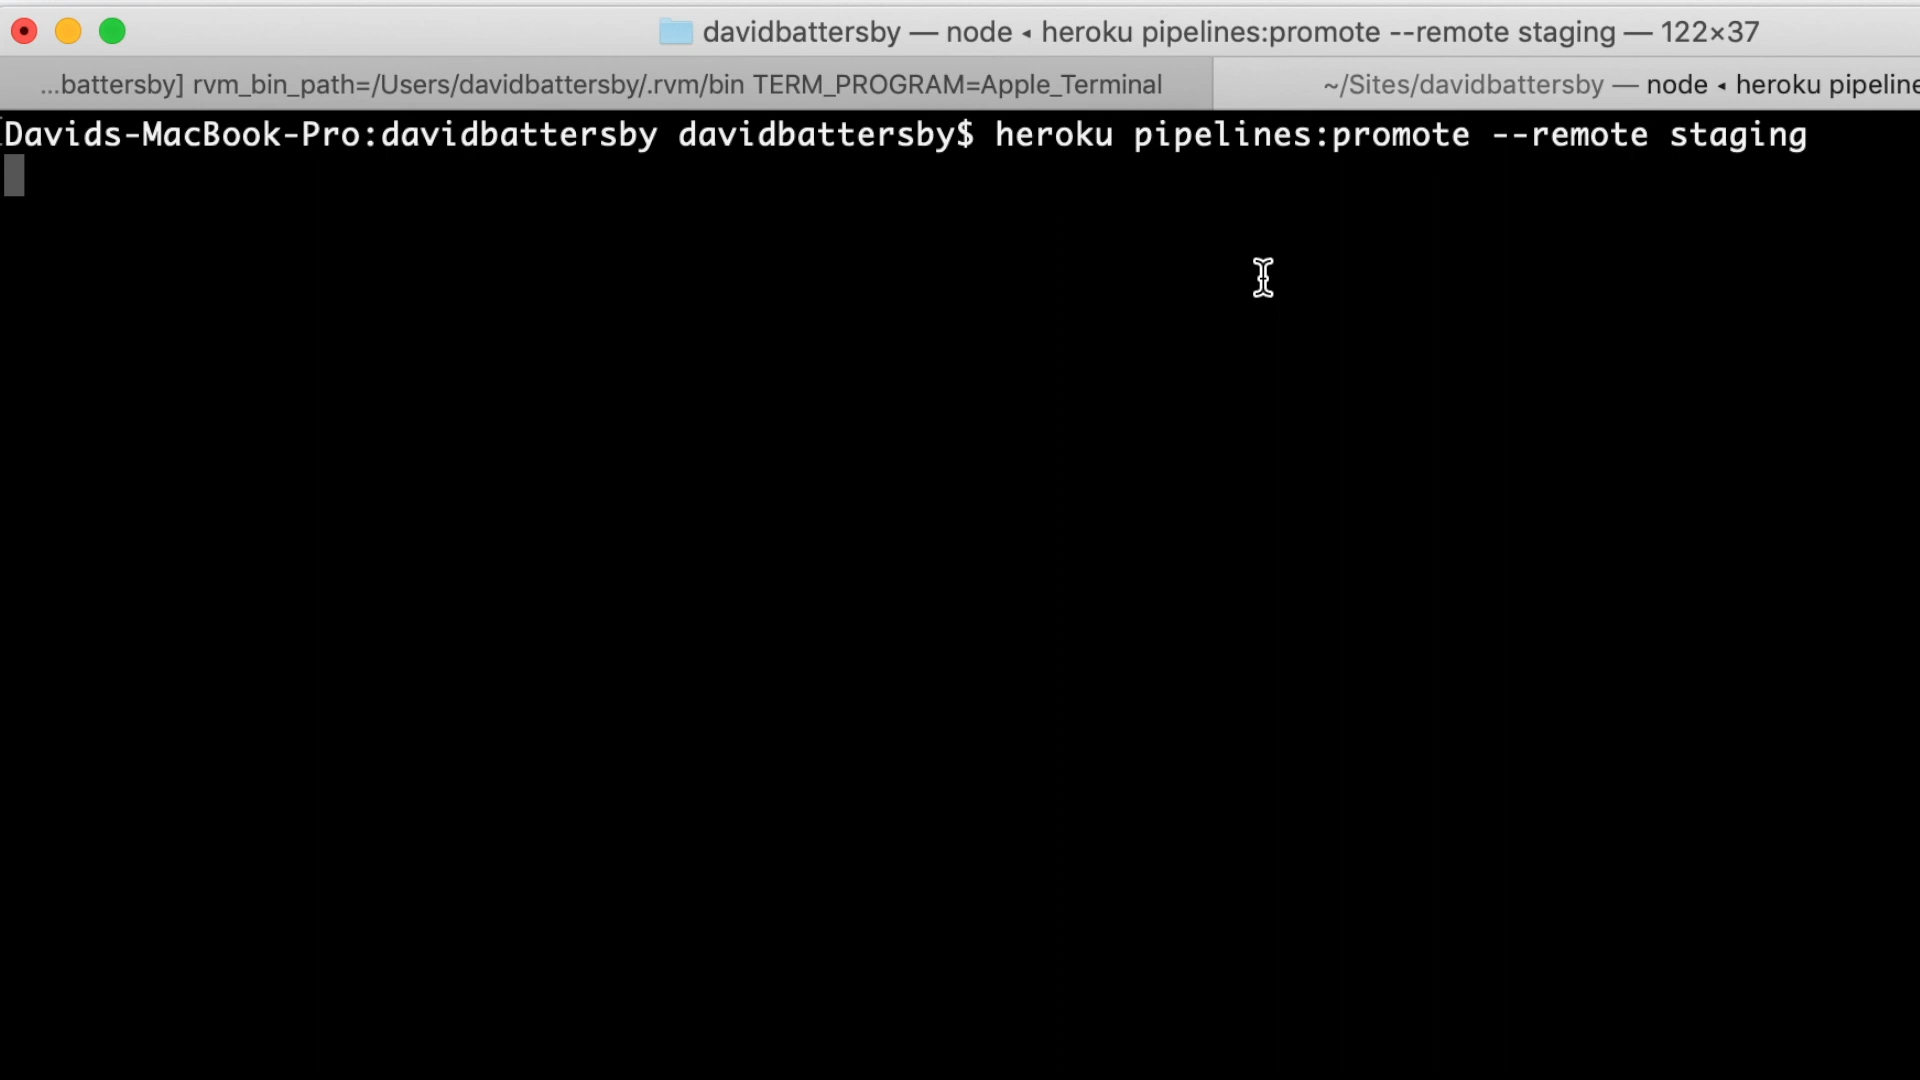 davidbattersby — node ◂ heroku pipelines:promote --remote staging — 122×37
...battersby] rvm_bin_path=/Users/davidbattersby/.rvm/bin TERM_PROGRAM=Apple_Terminal
~/Sites/davidbattersby — node ◂ heroku pipeline
Davids-MacBook-Pro:davidbattersby davidbattersby$ heroku pipelines:promote --remote staging